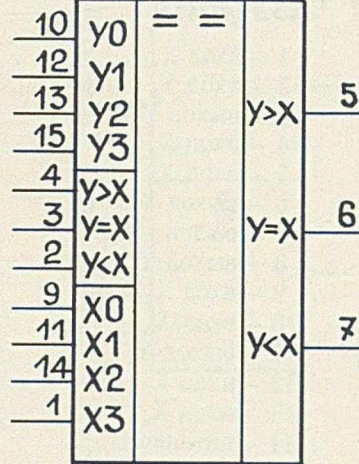 10 Y0 = =
12 Y1
13 Y2 Y>X 5
15 Y3
4 Y>X
3 Y=X Y=X 6
2 Y<X
9 X0
11 X1 Y<X 7
14 X2
1 X3